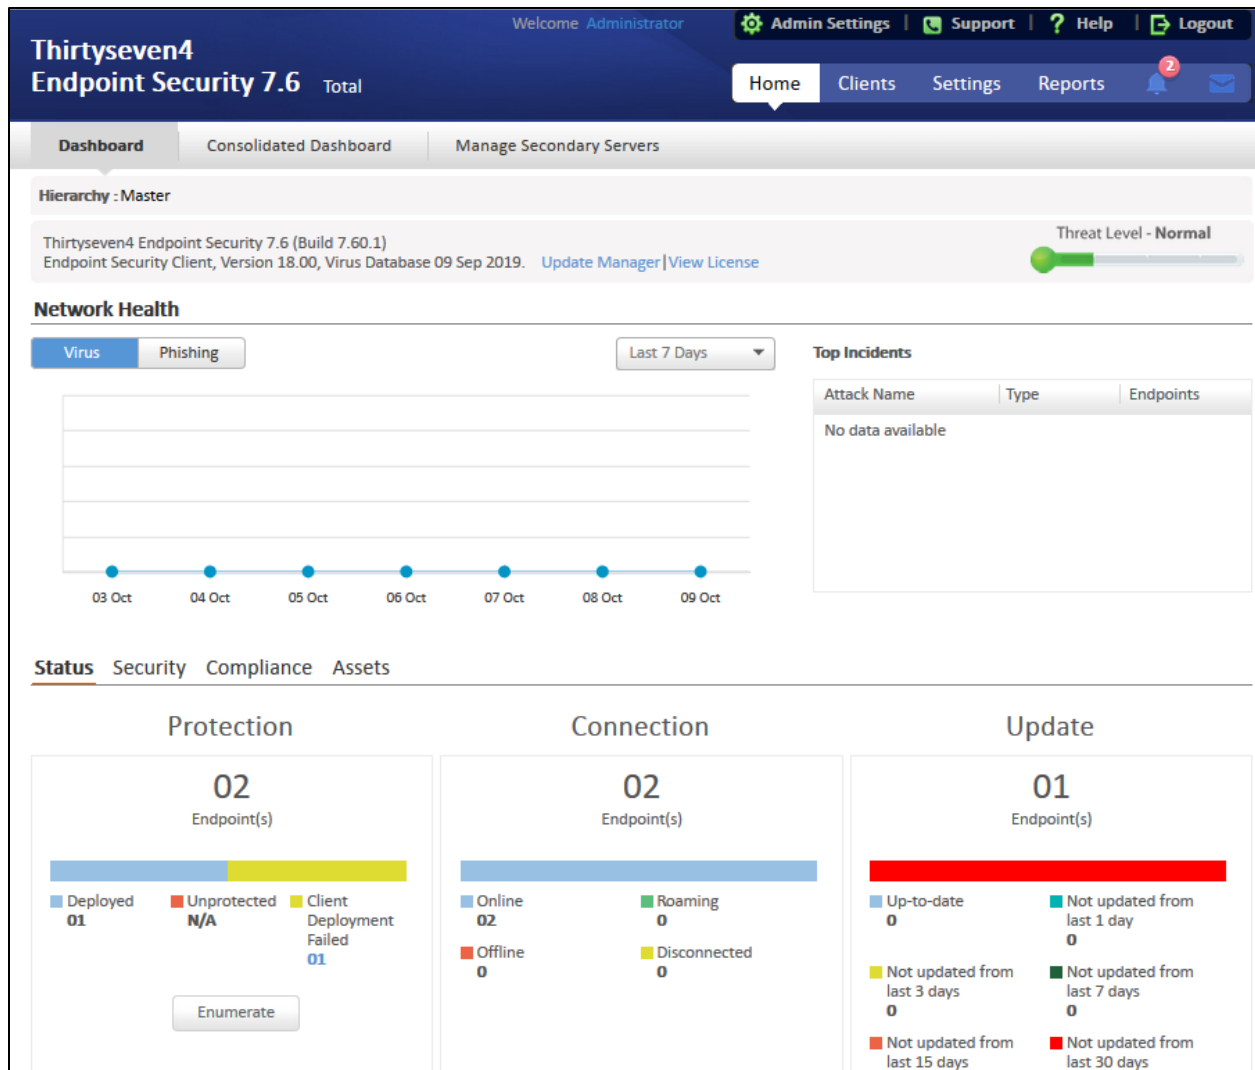 Welcome Administrator
Admin Settings | Support | ? Help | Logout
Thirtyseven4
Endpoint Security 7.6 Total
Home Clients Settings Reports 2
Dashboard Consolidated Dashboard Manage Secondary Servers
Hierarchy : Master
Thirtyseven4 Endpoint Security 7.6 (Build 7.60.1)
Endpoint Security Client, Version 18.00, Virus Database 09 Sep 2019. Update Manager|View License
Threat Level - Normal
Network Health
Virus Phishing Last 7 Days
03 Oct 04 Oct 05 Oct 06 Oct 07 Oct 08 Oct 09 Oct
Top Incidents
Attack Name Type Endpoints
No data available
Status Security Compliance Assets
Protection
02
Endpoint(s)
Deployed
01
Unprotected
N/A
Client
Deployment
Failed
01
Enumerate
Connection
02
Endpoint(s)
Online
02
Roaming
0
Offline
0
Disconnected
0
Update
01
Endpoint(s)
Up-to-date
0
Not updated from
last 1 day
0
Not updated from
last 3 days
0
Not updated from
last 7 days
0
Not updated from
last 15 days
Not updated from
last 30 days